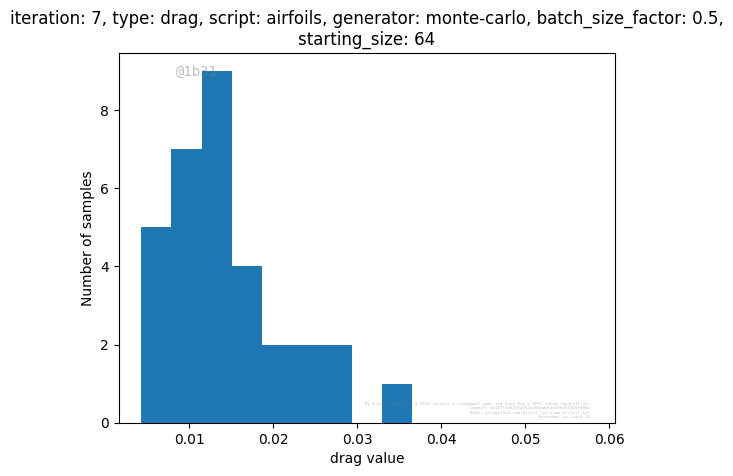 iteration: 7, type: drag, script: airfoils, generator: monte-carlo, batch_size_factor: 0.5,
starting_size: 64
@1b31
8
6
4
2
0
Number of samples
0.01 0.02 0.03 0.04 0.05 0.06
drag value